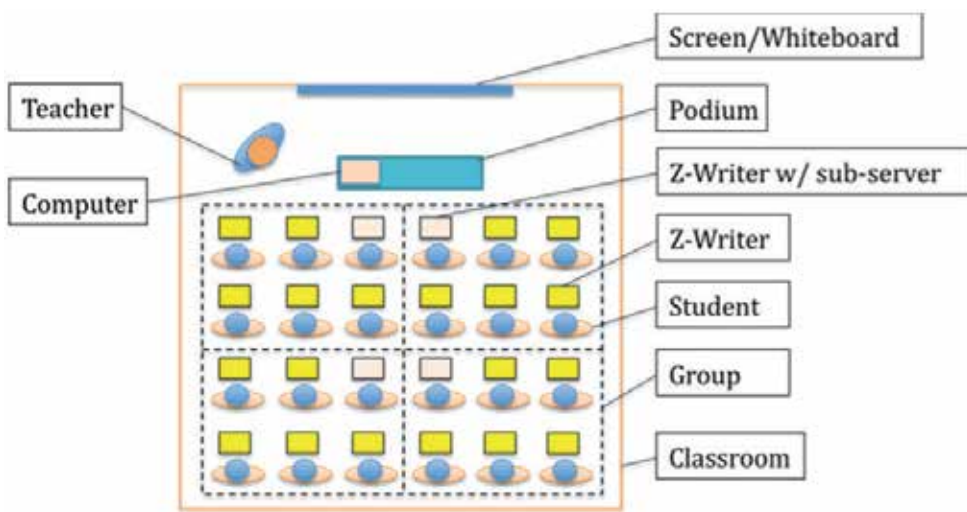 Screen/Whiteboard
Teacher
Podium
Z-Writer w/ sub-server
Computer
Z-Writer
Student
Group
Classroom